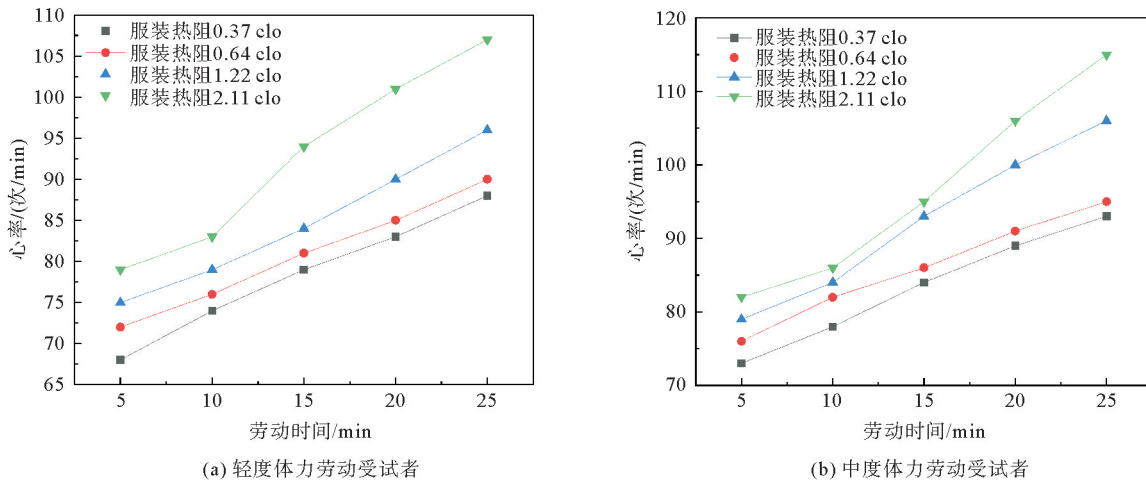 110
105
100
95
90
85
80
75
70
65
心率/(次/min)
服装热阻0.37 clo
服装热阻0.64 clo
服装热阻1.22 clo
服装热阻2.11 clo
5 10 15 20 25
劳动时间/min
(a) 轻度体力劳动受试者
120
110
100
90
80
70
心率/(次/min)
服装热阻0.37 clo
服装热阻0.64 clo
服装热阻1.22 clo
服装热阻2.11 clo
5 10 15 20 25
劳动时间/min
(b) 中度体力劳动受试者